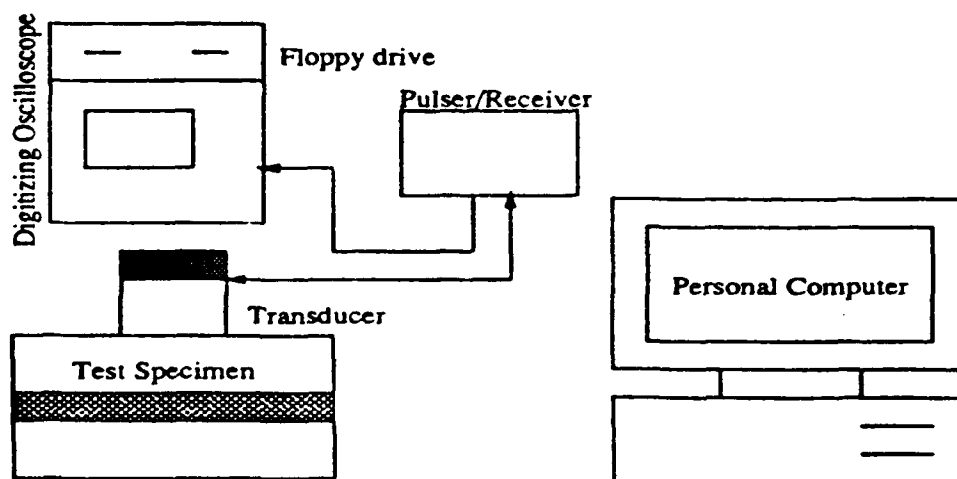 Digitizing Oscilloscope
Floppy drive
Pulser/Receiver
Personal Computer
Transducer
Test Specimen